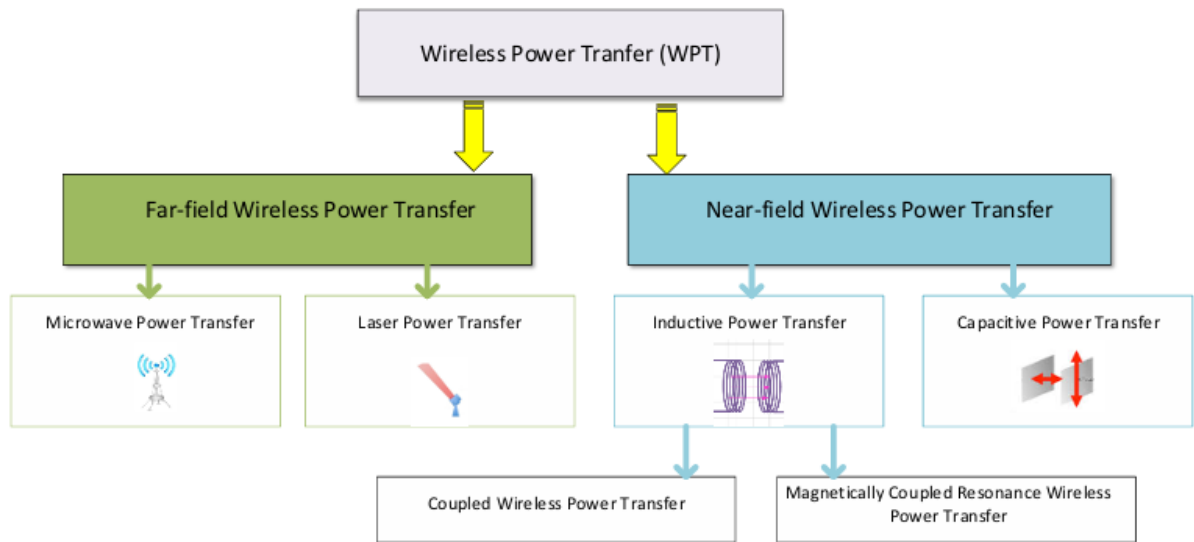 Wireless Power Tranfer (WPT)
Far-field Wireless Power Transfer
Near-field Wireless Power Transfer
Microwave Power Transfer
Laser Power Transfer
Inductive Power Transfer
Capacitive Power Transfer
Coupled Wireless Power Transfer
Magnetically Coupled Resonance Wireless
Power Transfer